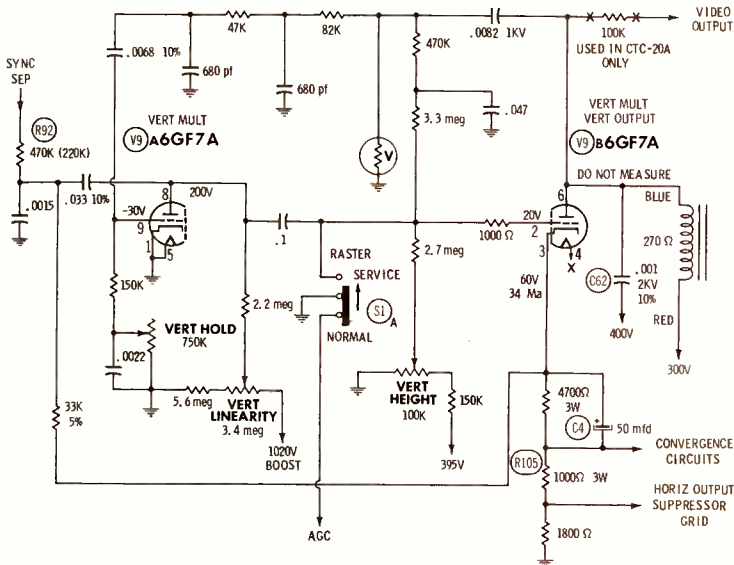 47K
82K
.0082 1KV
VIDEO
OUTPUT
100K
USED IN CTC-20A
ONLY
.0068 10%
680 pf
680 pf
470K
SYNC
SEP
R92
470K (220K)
V9 A6GF7A
VERT MULT
3.3 meg
.047
V
VERT MULT
VERT OUTPUT
V9 B6GF7A
DO NOT MEASURE
.0015
.033 10%
8
200V
-30V
9
1
5
.1
6
BLUE
20V
2
3
4
X
1000 Ω
270 Ω
C62
.001
2KV
10%
RED
400V
300V
60V
34 Ma
150K
RASTER
SERVICE
S1 A
NORMAL
2.7 meg
2.2 meg
VERT HOLD
750K
.0022
5.6 meg
VERT
LINEARITY
3.4 meg
1020V
BOOST
VERT
HEIGHT
100K
150K
395V
33K
5%
4700Ω
3W
C4
+
50 mfd
CONVERGENCE
CIRCUITS
R105
1000Ω 3W
HORIZ OUTPUT
SUPPRESSOR
GRID
1800 Ω
AGC